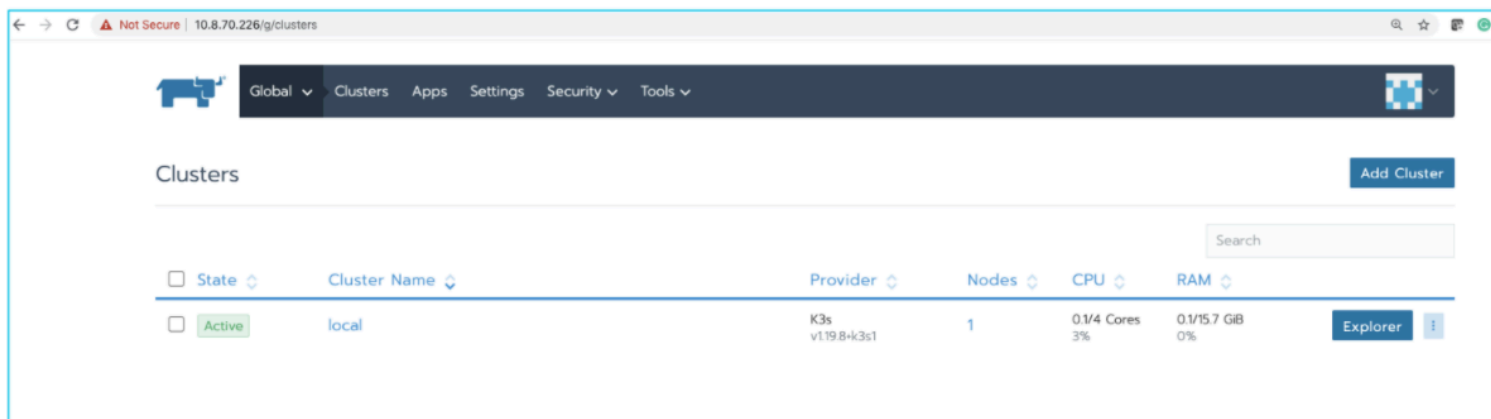 Not Secure | 10.8.70.226/g/clusters
Global Clusters Apps Settings Security Tools
Clusters
Add Cluster
Search
State Cluster Name Provider Nodes CPU RAM
Active local K3s 1 0.1/4 Cores 0.1/15.7 GiB Explorer
v1.19.8+k3s1 3% 0%